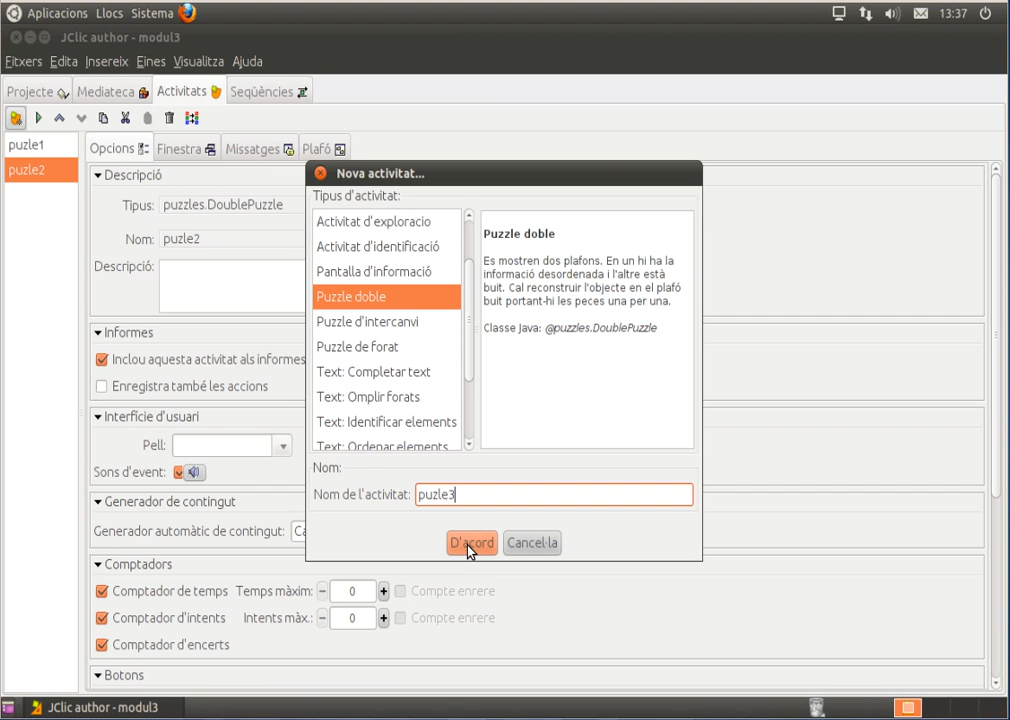 Aplicacions Llocs Sistema 13:37
JClic author - modul3
Fitxers Edita Insereix Eines Visualitza Ajuda
Projecte Mediateca Activitats Seqüències
puzle1
puzle2
Opcions Finestra Missatges Plafó
Descripció
Tipus: puzzles.DoublePuzzle
Nom: puzle2
Descripció:
Informes
Inclou aquesta activitat als informes
Enregistra també les accions
Interfície d'usuari
Pell:
Sons d'event:
Generador de contingut
Generador automàtic de contingut:
Comptadors
Comptador de temps Temps màxim: 0 Compte enrere
Comptador d'intents Intents màx.: 0 Compte enrere
Comptador d'encerts
Botons
Nova activitat...
Tipus d'activitat:
Activitat d'exploració
Activitat d'identificació
Pantalla d'informació
Puzzle doble
Puzzle d'intercanvi
Puzzle de forat
Text: Completar text
Text: Omplir forats
Text: Identificar elements
Text: Ordenar elements
Puzzle doble
Es mostren dos plafons. En un hi ha la
informació desordenada i l'altre està
buit. Cal reconstruir l'objecte en el plafó
buit portant-hi les peces una per una.
Classe Java: @puzzles.DoublePuzzle
Nom:
Nom de l'activitat: puzle3
D'acord Cancel·la
JClic author - modul3